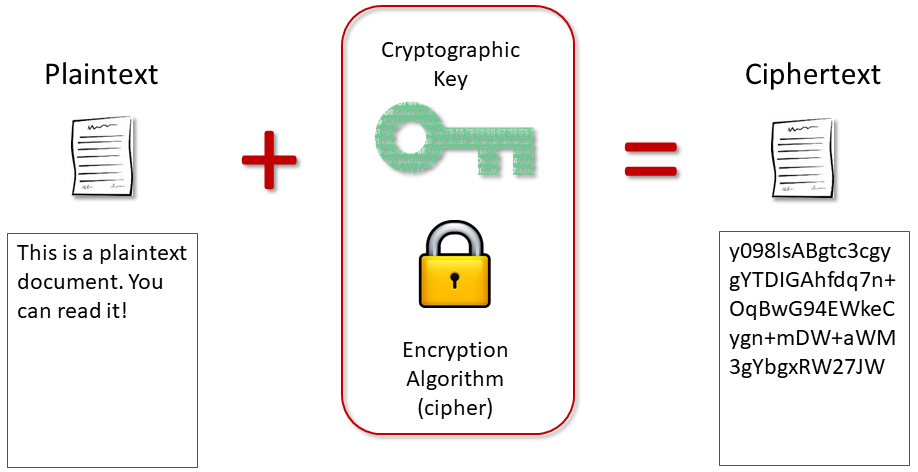 Plaintext
This is a plaintext
document. You
can read it!
Cryptographic
Key
Encryption
Algorithm
(cipher)
Ciphertext
y098lsABgtc3cgy
gYTDIGAhfdq7n+
OqBwG94EWkeC
ygn+mDW+aWM
3gYbgxRW27JW